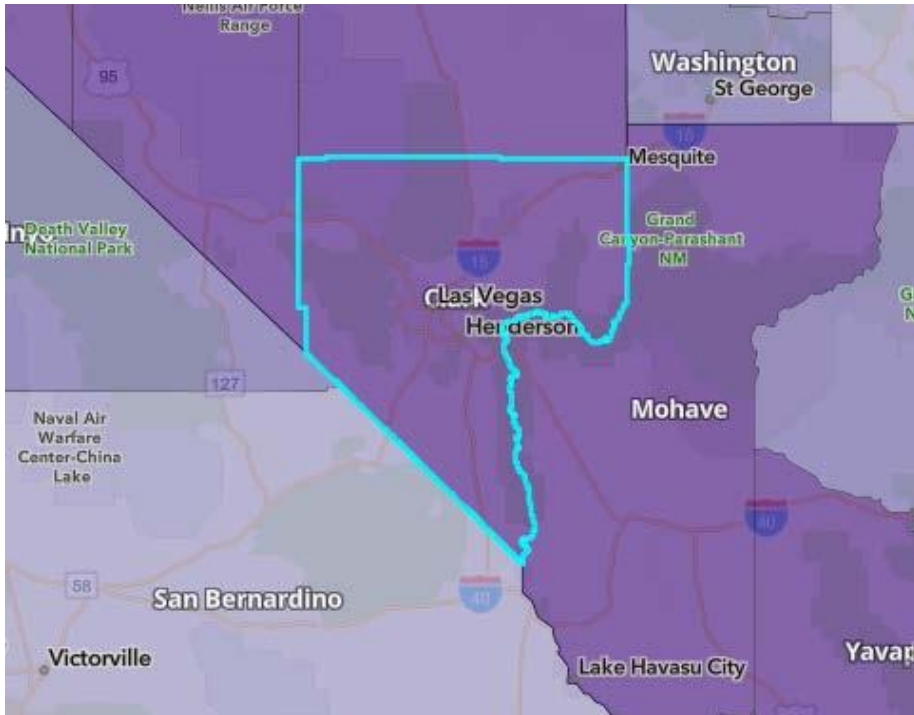 Nellis Air Force
Range
95
Washington
St George
15
Mesquite
Death Valley
National Park
Grand
Canyon-Parashant
NM
15
Clark
Las Vegas
Henderson
127
Mohave
Naval Air
Warfare
Center-China
Lake
40
58
San Bernardino
40
Victorville
Lake Havasu City
Yavap